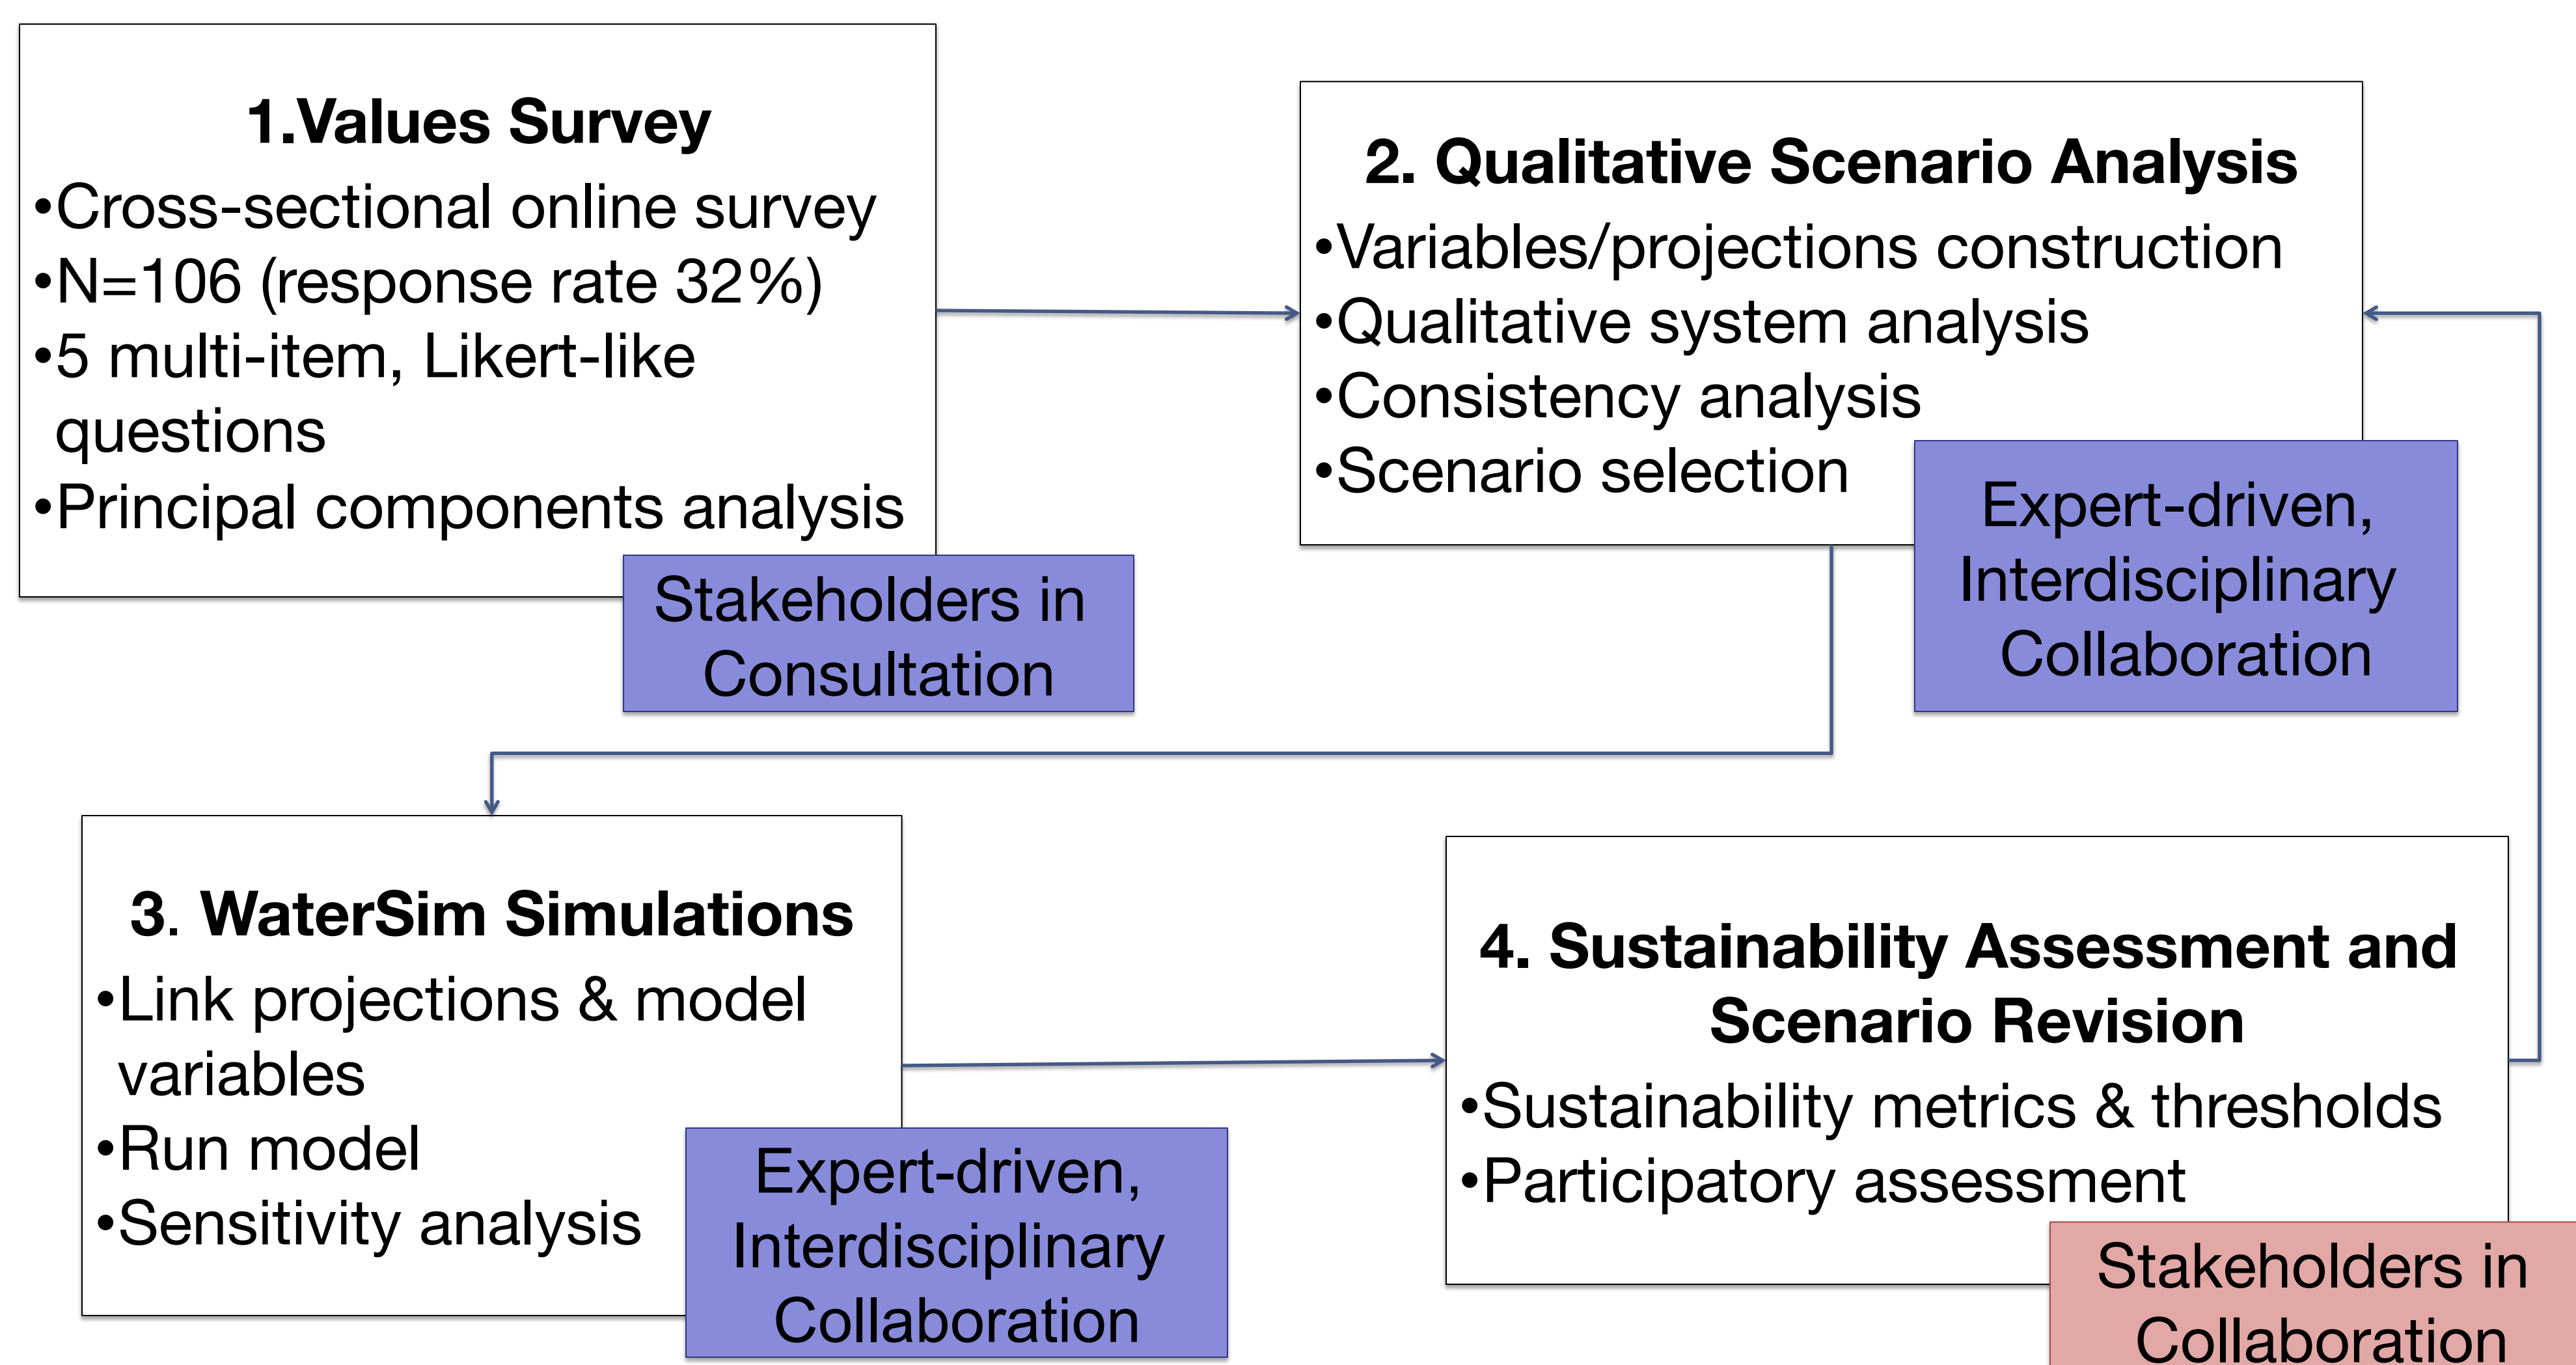 1.Values Survey
•Cross-sectional online survey
•N=106 (response rate 32%)
•5 multi-item, Likert-like
questions
•Principal components analysis
Stakeholders in
Consultation
2. Qualitative Scenario Analysis
•Variables/projections construction
•Qualitative system analysis
•Consistency analysis
•Scenario selection
Expert-driven,
Interdisciplinary
Collaboration
3. WaterSim Simulations
•Link projections & model
variables
•Run model
•Sensitivity analysis
Expert-driven,
Interdisciplinary
Collaboration
4. Sustainability Assessment and
Scenario Revision
•Sustainability metrics & thresholds
•Participatory assessment
Stakeholders in
Collaboration